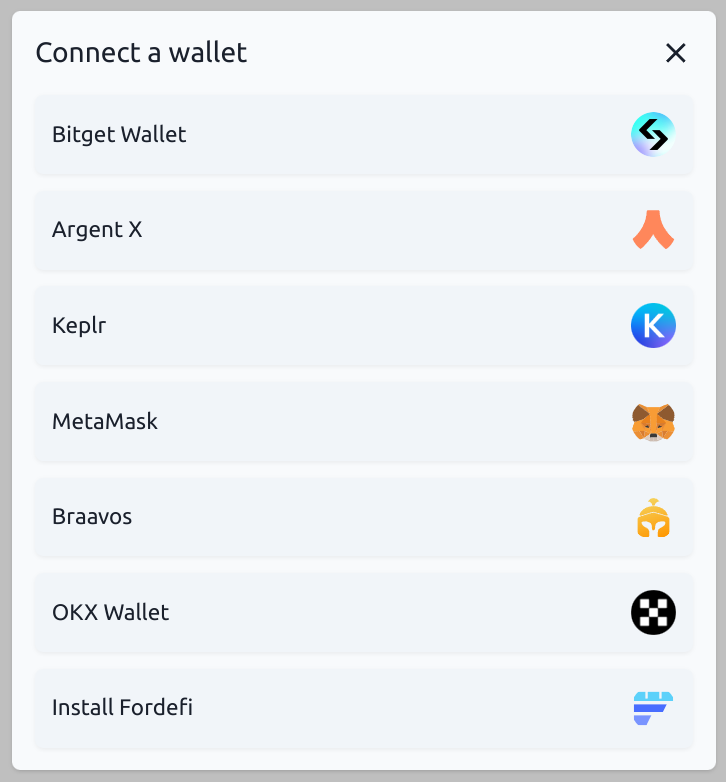 Connect a wallet
Bitget Wallet
Argent X
Keplr
K
MetaMask
Braavos
OKX Wallet
Install Fordefi